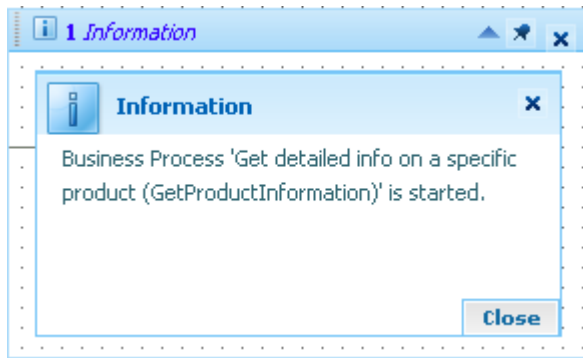 1 Information
Information
Business Process 'Get detailed info on a specific
product (GetProductInformation)' is started.
Close